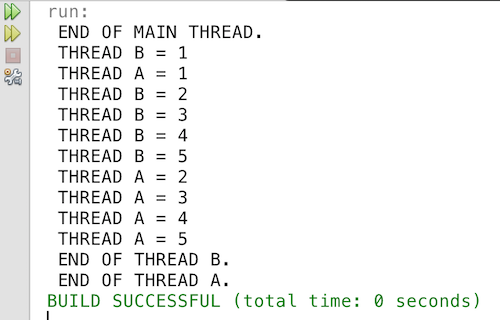 run:
END OF MAIN THREAD.
THREAD B = 1
THREAD A = 1
THREAD B = 2
THREAD B = 3
THREAD B = 4
THREAD B = 5
THREAD A = 2
THREAD A = 3
THREAD A = 4
THREAD A = 5
END OF THREAD B.
END OF THREAD A.
BUILD SUCCESSFUL (total time: 0 seconds)